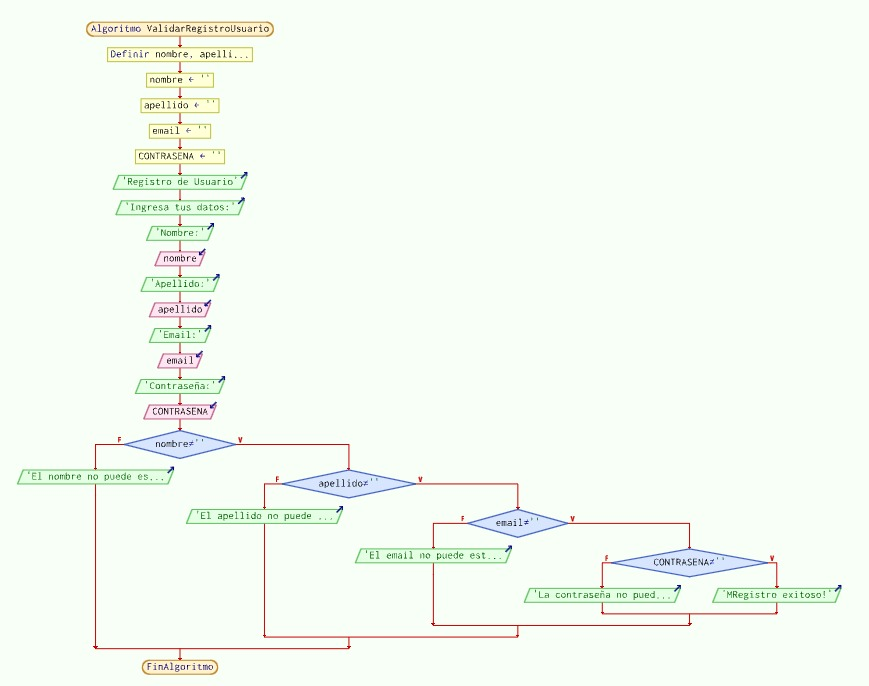 Algoritmo ValidarRegistroUsuario
Definir nombre, apelli...
nombre ← ''
apellido ← ''
email ← ''
CONTRASENA ← ''
'Registro de Usuario'
'Ingresa tus datos:'
'Nombre:'
nombre
'Apellido:'
apellido
'Email:'
email
'Contraseña:'
CONTRASENA
F nombre≠'' V
'El nombre no puede es...
F apellido≠'' V
'El apellido no puede ...
F email≠'' V
'El email no puede est...
F CONTRASENA≠'' V
'La contraseña no pued... 'MRegistro exitoso!'
FinAlgoritmo